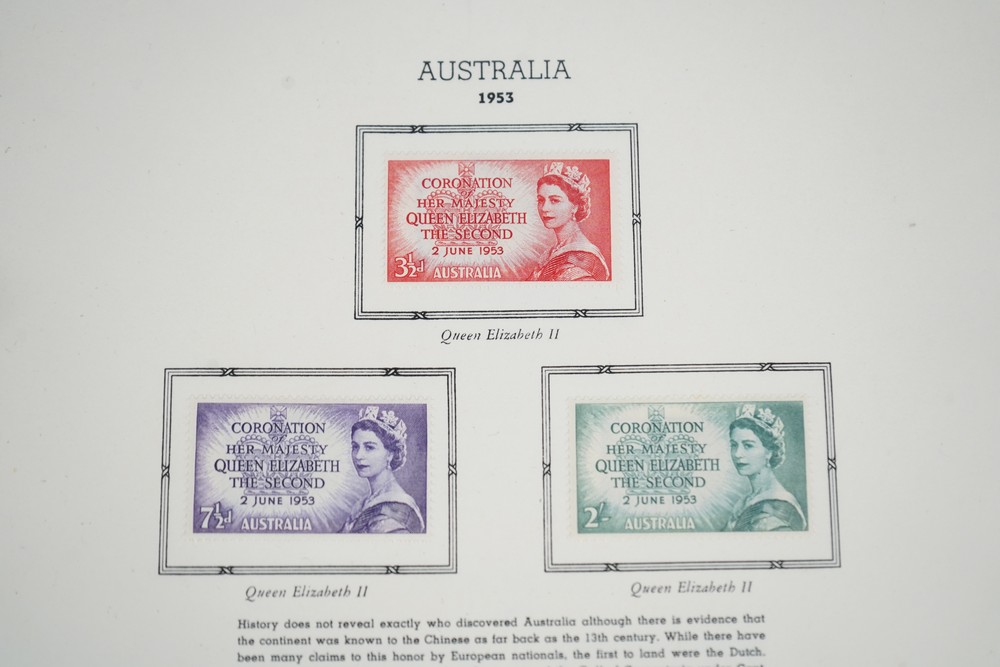 AUSTRALIA
1953
CORONATION
of
HER MAJESTY
QUEEN ELIZABETH
THE SECOND
2 JUNE 1953
3½d AUSTRALIA
Queen Elizabeth II
CORONATION
of
HER MAJESTY
QUEEN ELIZABETH
THE SECOND
2 JUNE 1953
7½d AUSTRALIA
Queen Elizabeth II
CORONATION
of
HER MAJESTY
QUEEN ELIZABETH
THE SECOND
2 JUNE 1953
2/- AUSTRALIA
Queen Elizabeth II
History does not reveal exactly who discovered Australia although there is evidence that
the continent was known to the Chinese as far back as the 13th century. While there have
been many claims to this honor by European nationals, the first to land were the Dutch.